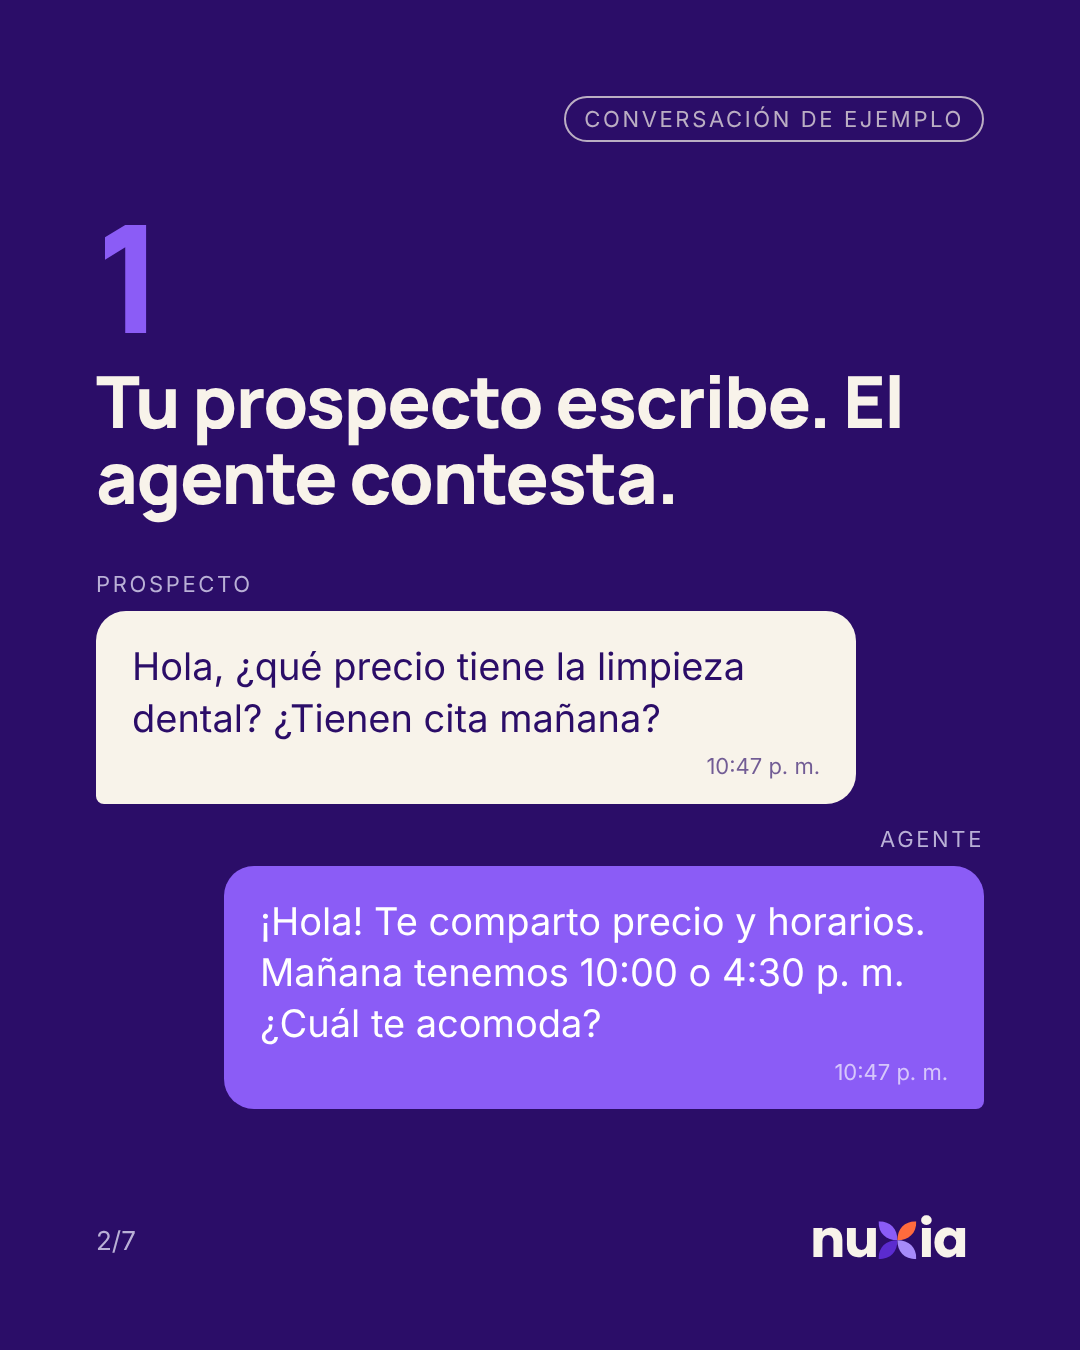 CONVERSACIÓN DE EJEMPLO
1
Tu prospecto escribe. El
agente contesta.
PROSPECTO
Hola, ¿qué precio tiene la limpieza
dental? ¿Tienen cita mañana?
10:47 p. m.
AGENTE
¡Hola! Te comparto precio y horarios.
Mañana tenemos 10:00 o 4:30 p. m.
¿Cuál te acomoda?
10:47 p. m.
2/7
nuxia